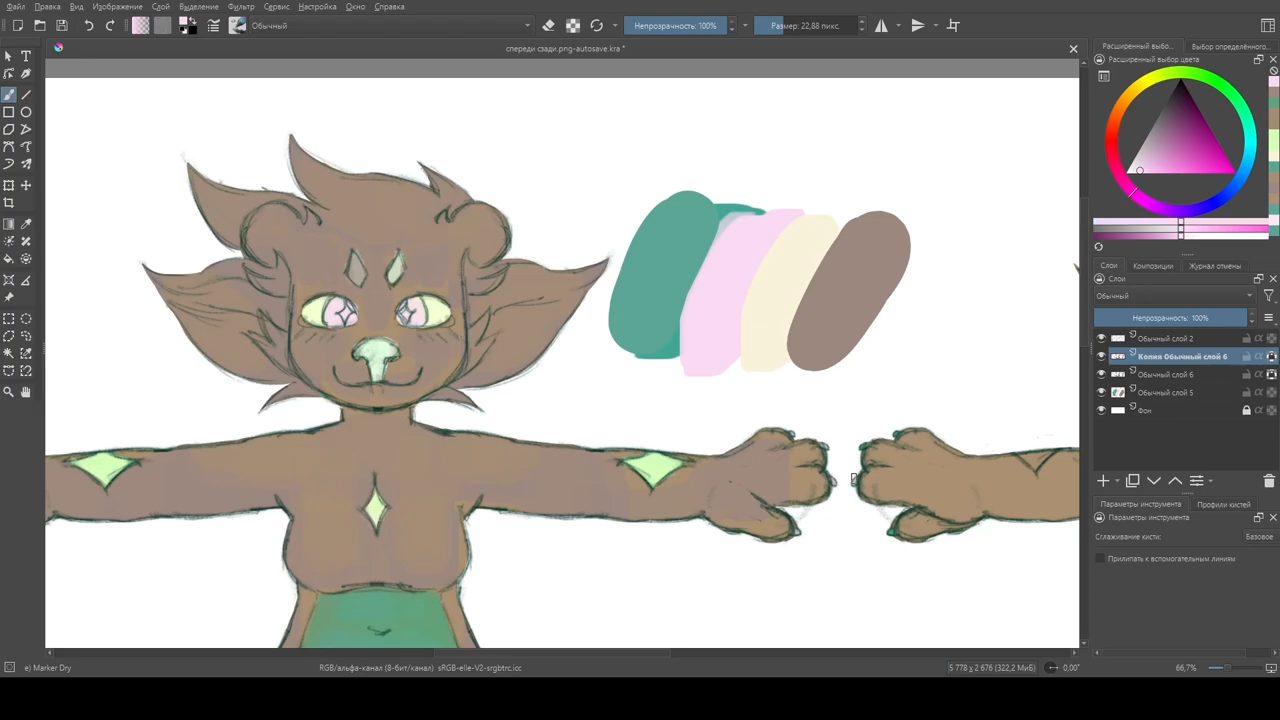 Файл Правка Вид Изображение Слой Выделение Фильтр Сервис Настройка Окно Справка
Обычный Непрозрачность: 100% Размер: 22,88 пикс.
спереди сзади.png-autosave.kra *
Расширенный выбо... Выбор определённого...
Расширенный выбор цвета
Слои Композиции Журнал отмены
Слои
Обычный
Непрозрачность: 100%
Обычный слой 2
Копия Обычный слой 6
Обычный слой 6
Обычный слой 5
Фон
Параметры инструмента Профили кистей
Параметры инструмента
Сглаживание кисти: Базовое
Прилипать к вспомогательным линиям
e) Marker Dry RGB/альфа-канал (8-бит/канал) sRGB-elle-V2-srgbtrc.icc 5 778 x 2 676 (322,2 МиБ) 0,00° 66,7%